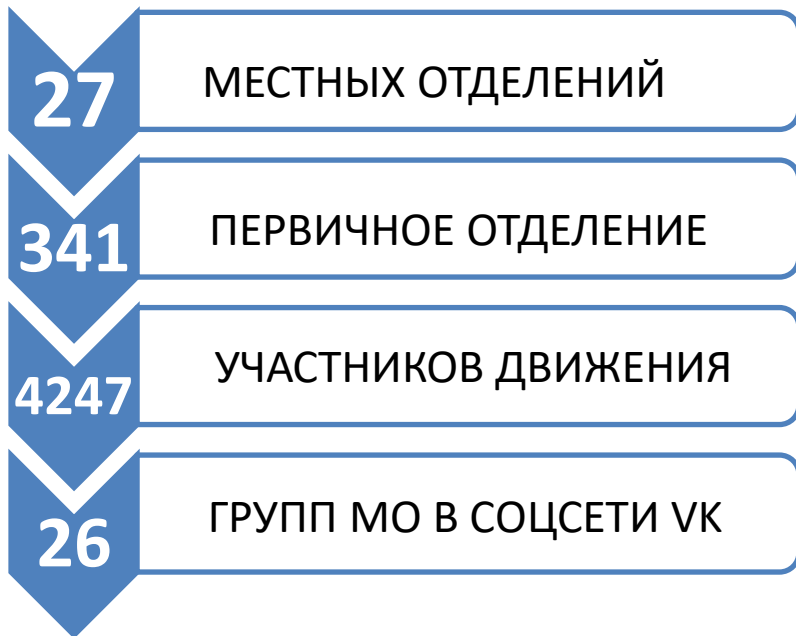 27
МЕСТНЫХ ОТДЕЛЕНИЙ
341
ПЕРВИЧНОЕ ОТДЕЛЕНИЕ
4247
УЧАСТНИКОВ ДВИЖЕНИЯ
26
ГРУПП МО В СОЦСЕТИ VK